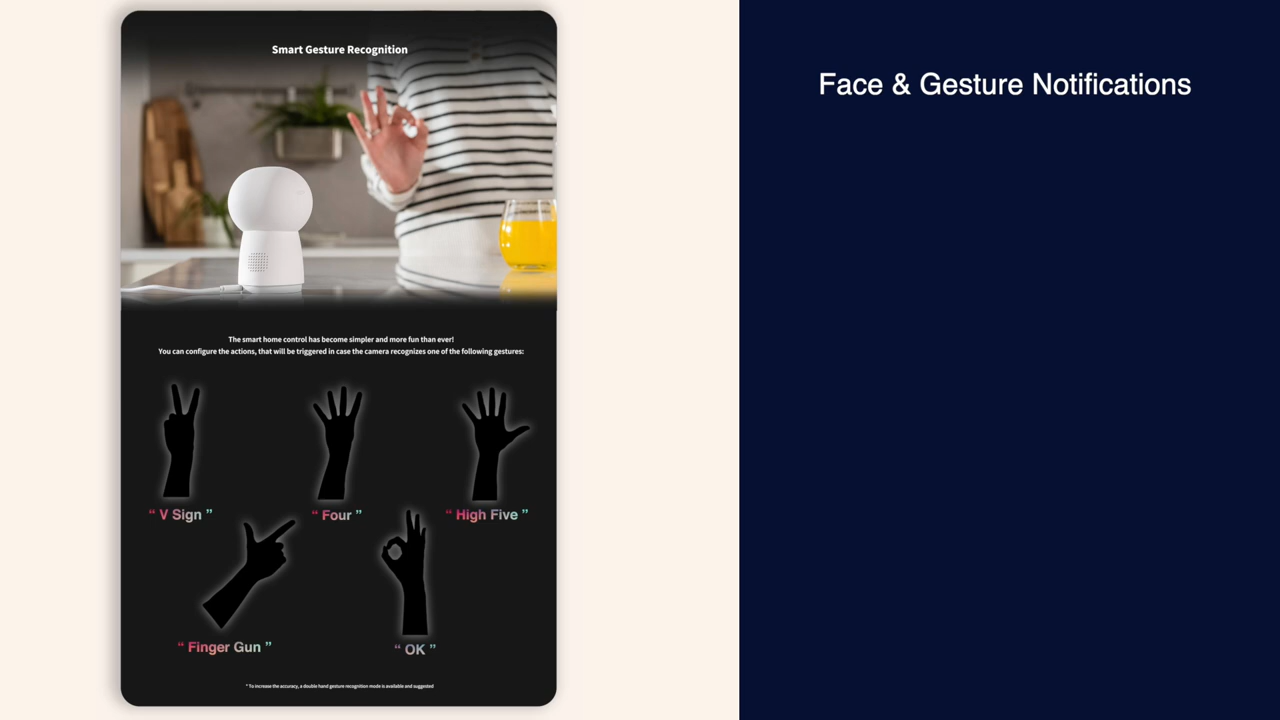 Smart Gesture Recognition
Face & Gesture Notifications
The smart home control has become simpler and more fun than ever!
You can configure the actions, that will be triggered in case the camera recognizes one of the following gestures:
“ V Sign ”
“ Four ”
“ High Five ”
“ Finger Gun ”
“ OK ”
* To increase the accuracy, a double hand gesture recognition mode is available and suggested